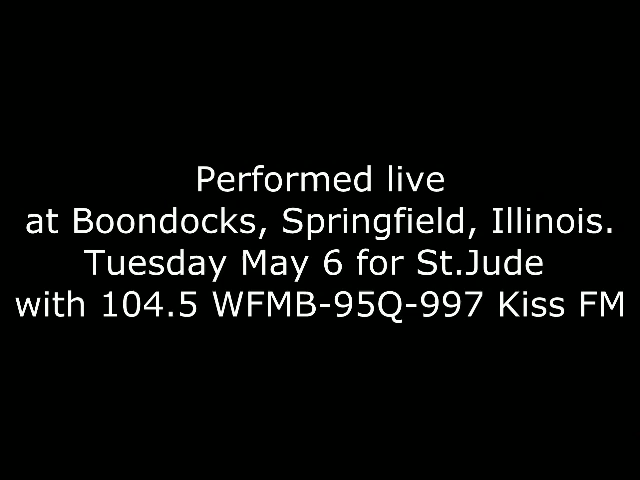 Performed live
at Boondocks, Springfield, Illinois.
Tuesday May 6 for St.Jude
with 104.5 WFMB-95Q-997 Kiss FM